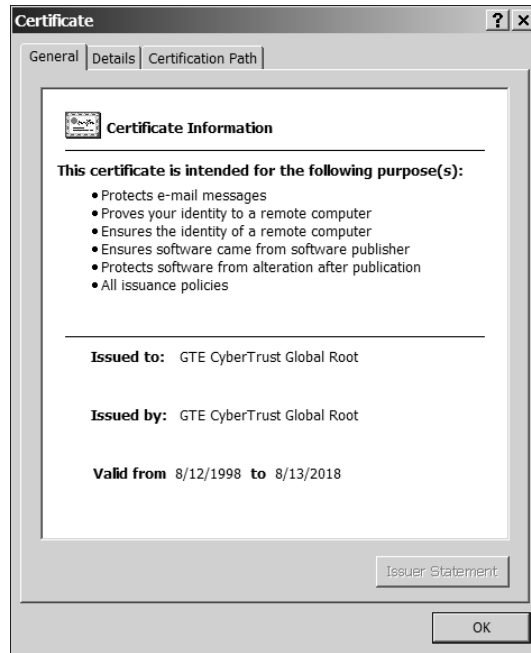 Certificate
General Details Certification Path
Certificate Information
This certificate is intended for the following purpose(s):
• Protects e-mail messages
• Proves your identity to a remote computer
• Ensures the identity of a remote computer
• Ensures software came from software publisher
• Protects software from alteration after publication
• All issuance policies
Issued to: GTE CyberTrust Global Root
Issued by: GTE CyberTrust Global Root
Valid from 8/12/1998 to 8/13/2018
Issuer Statement
OK